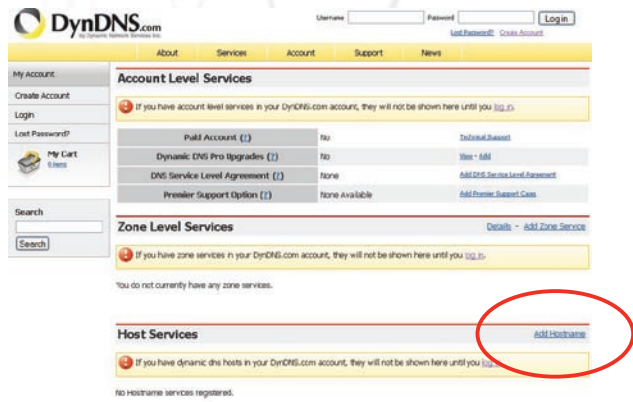 DynDNS.com
by Dynamic Network Services Inc.
Username Password Login
Lost Password? Create Account
About Services Account Support News
My Account
Create Account
Login
Lost Password?
My Cart
0 items
Search
Search
Account Level Services
If you have account level services in your DynDNS.com account, they will not be shown here until you log in.
Paid Account (?) No Technical Support
Dynamic DNS Pro Upgrades (?) No View - Add
DNS Service Level Agreement (?) None Add DNS Service Level Agreement
Premier Support Option (?) None Available Add Premier Support Cases
Zone Level Services Details - Add Zone Service
If you have zone services in your DynDNS.com account, they will not be shown here until you log in.
You do not currently have any zone services.
Host Services Add Hostname
If you have dynamic dns hosts in your DynDNS.com account, they will not be shown here until you log
No Hostname services registered.